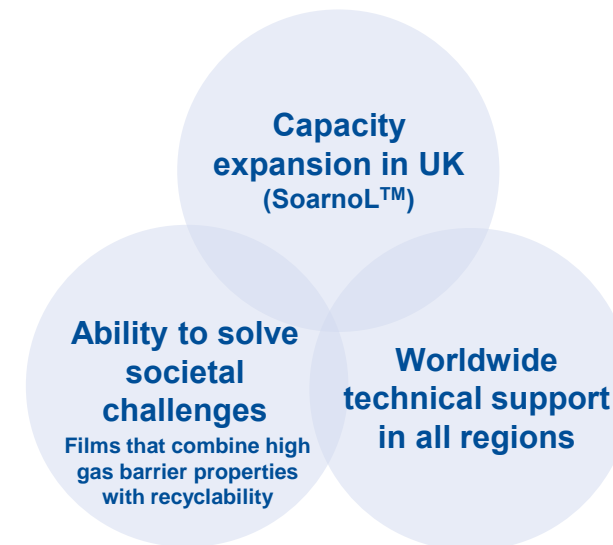 Capacity
expansion in UK
(SoarnoL™)
Ability to solve
societal
challenges
Films that combine high
gas barrier properties
with recyclability
Worldwide
technical support
in all regions